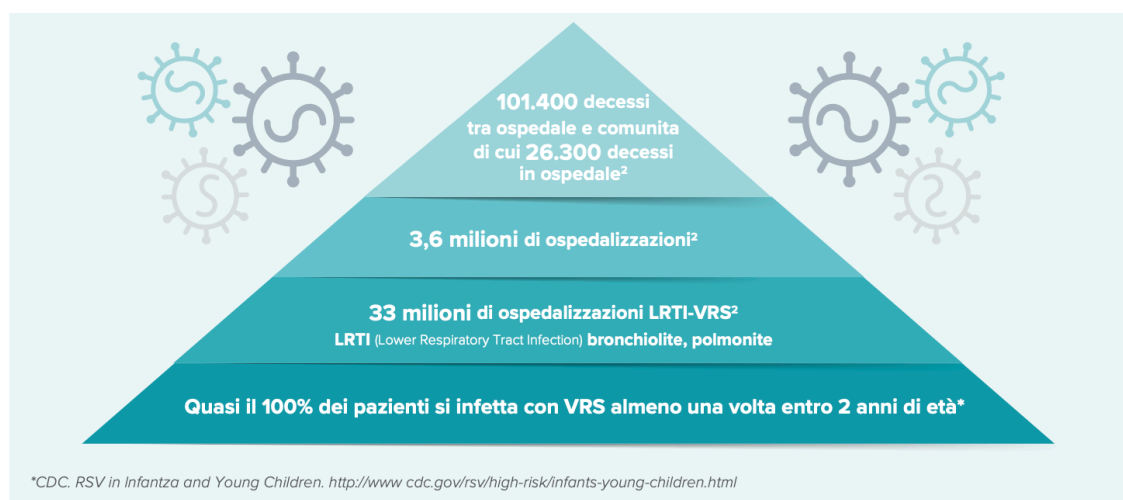 101.400 decessi
tra ospedale e comunita
di cui 26.300 decessi
in ospedale²
3,6 milioni di ospedalizzazioni²
33 milioni di ospedalizzazioni LRTI-VRS²
LRTI (Lower Respiratory Tract Infection) bronchiolite, polmonite
Quasi il 100% dei pazienti si infetta con VRS almeno una volta entro 2 anni di età*
*CDC. RSV in Infantza and Young Children. http://www cdc.gov/rsv/high-risk/infants-young-children.html